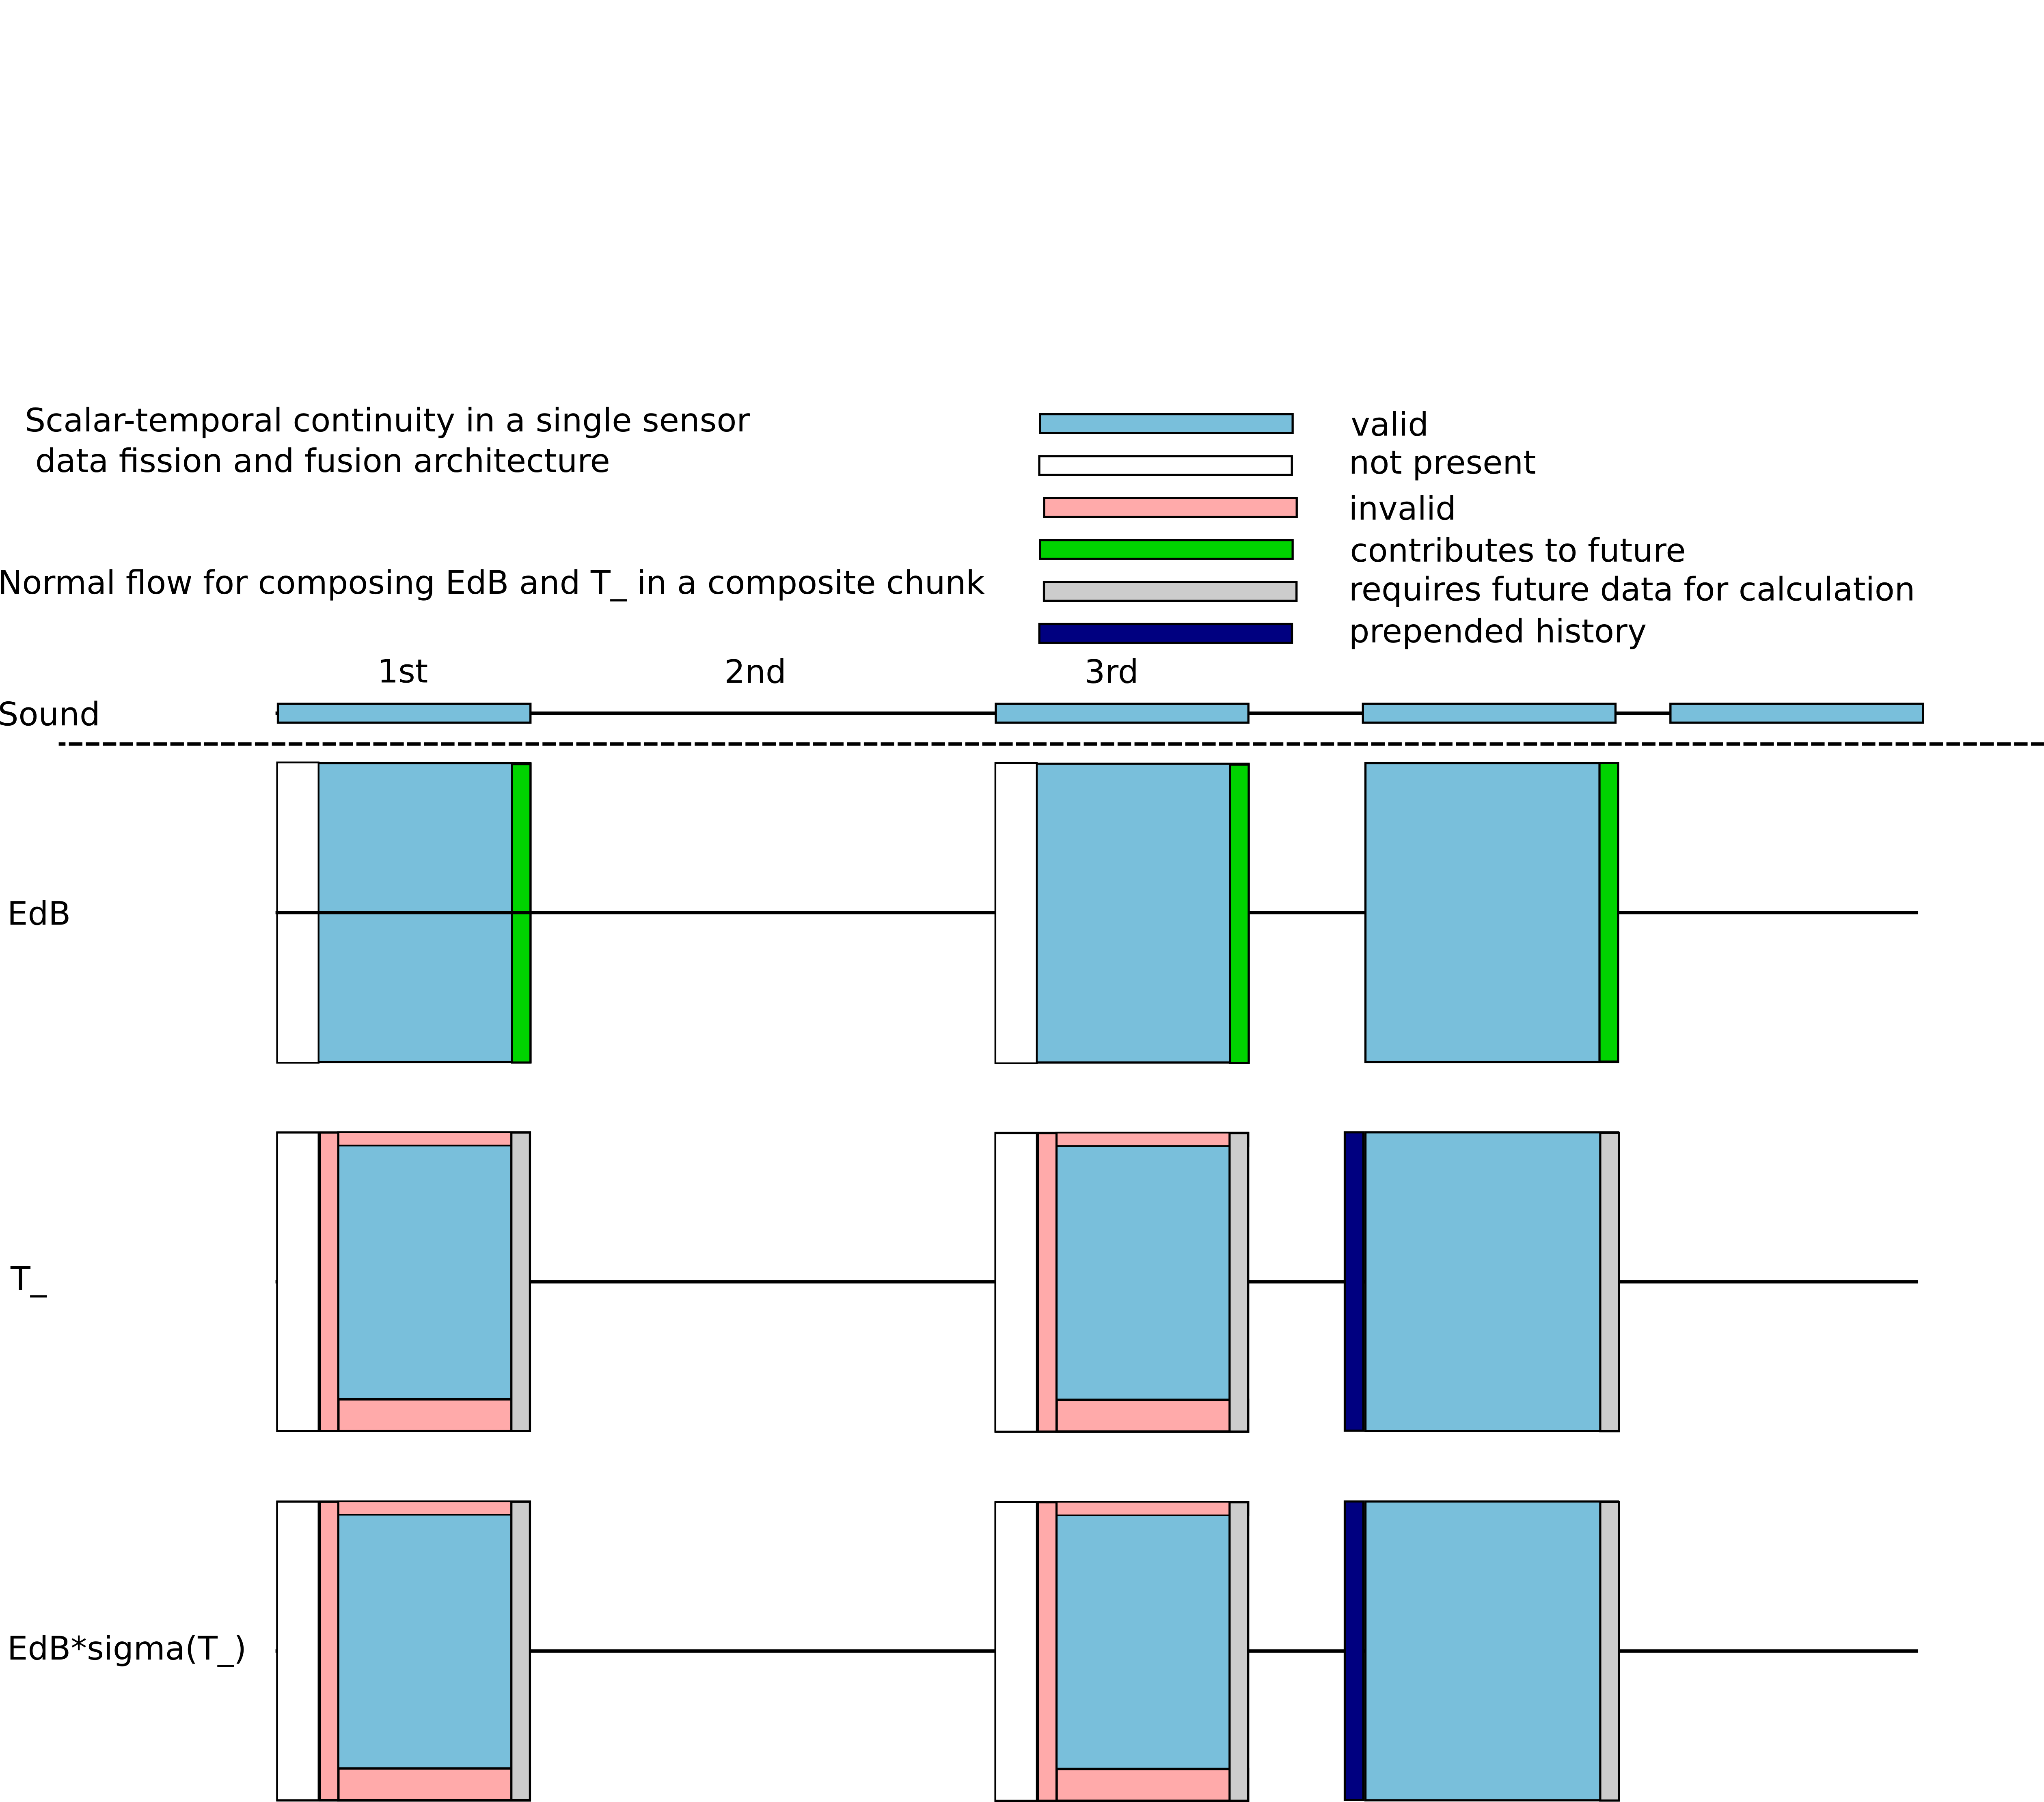 Scalar-temporal continuity in a single sensor
data fission and fusion architecture
valid
not present
invalid
contributes to future
requires future data for calculation
prepended history
Normal flow for composing EdB and T_ in a composite chunk
1st 2nd 3rd
Sound
EdB
T_
EdB*sigma(T_)